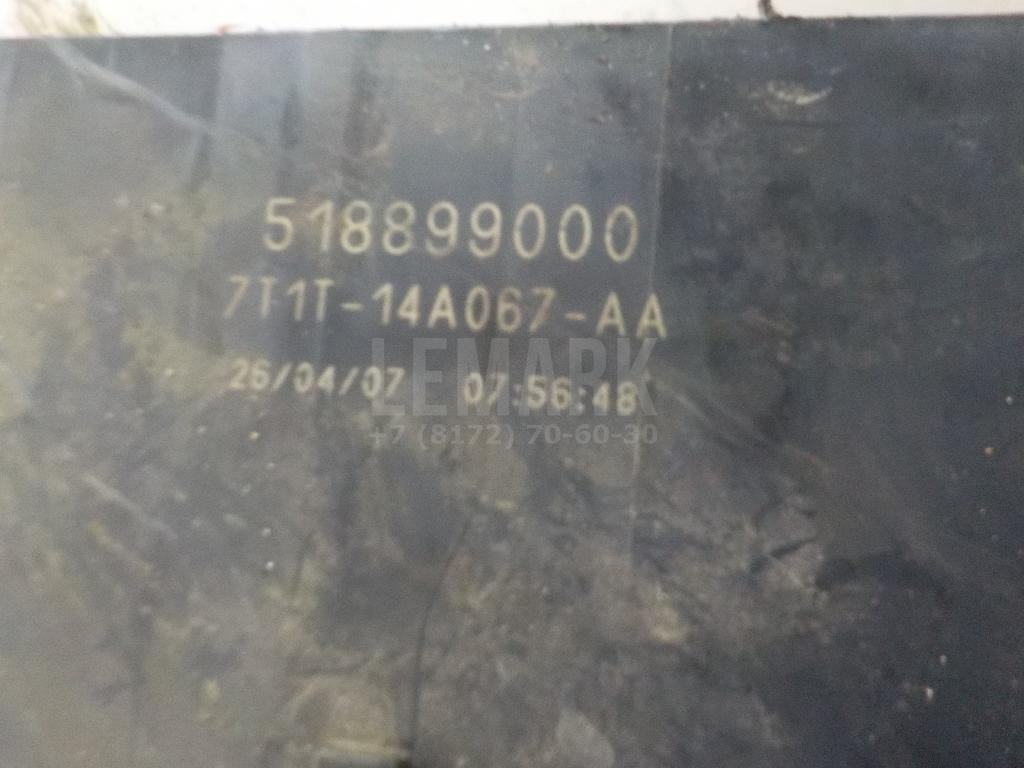 518899000
7T1T-14A067-AA
26/04/07 07:56:48
LEMARK
+7 (8172) 70-60-30